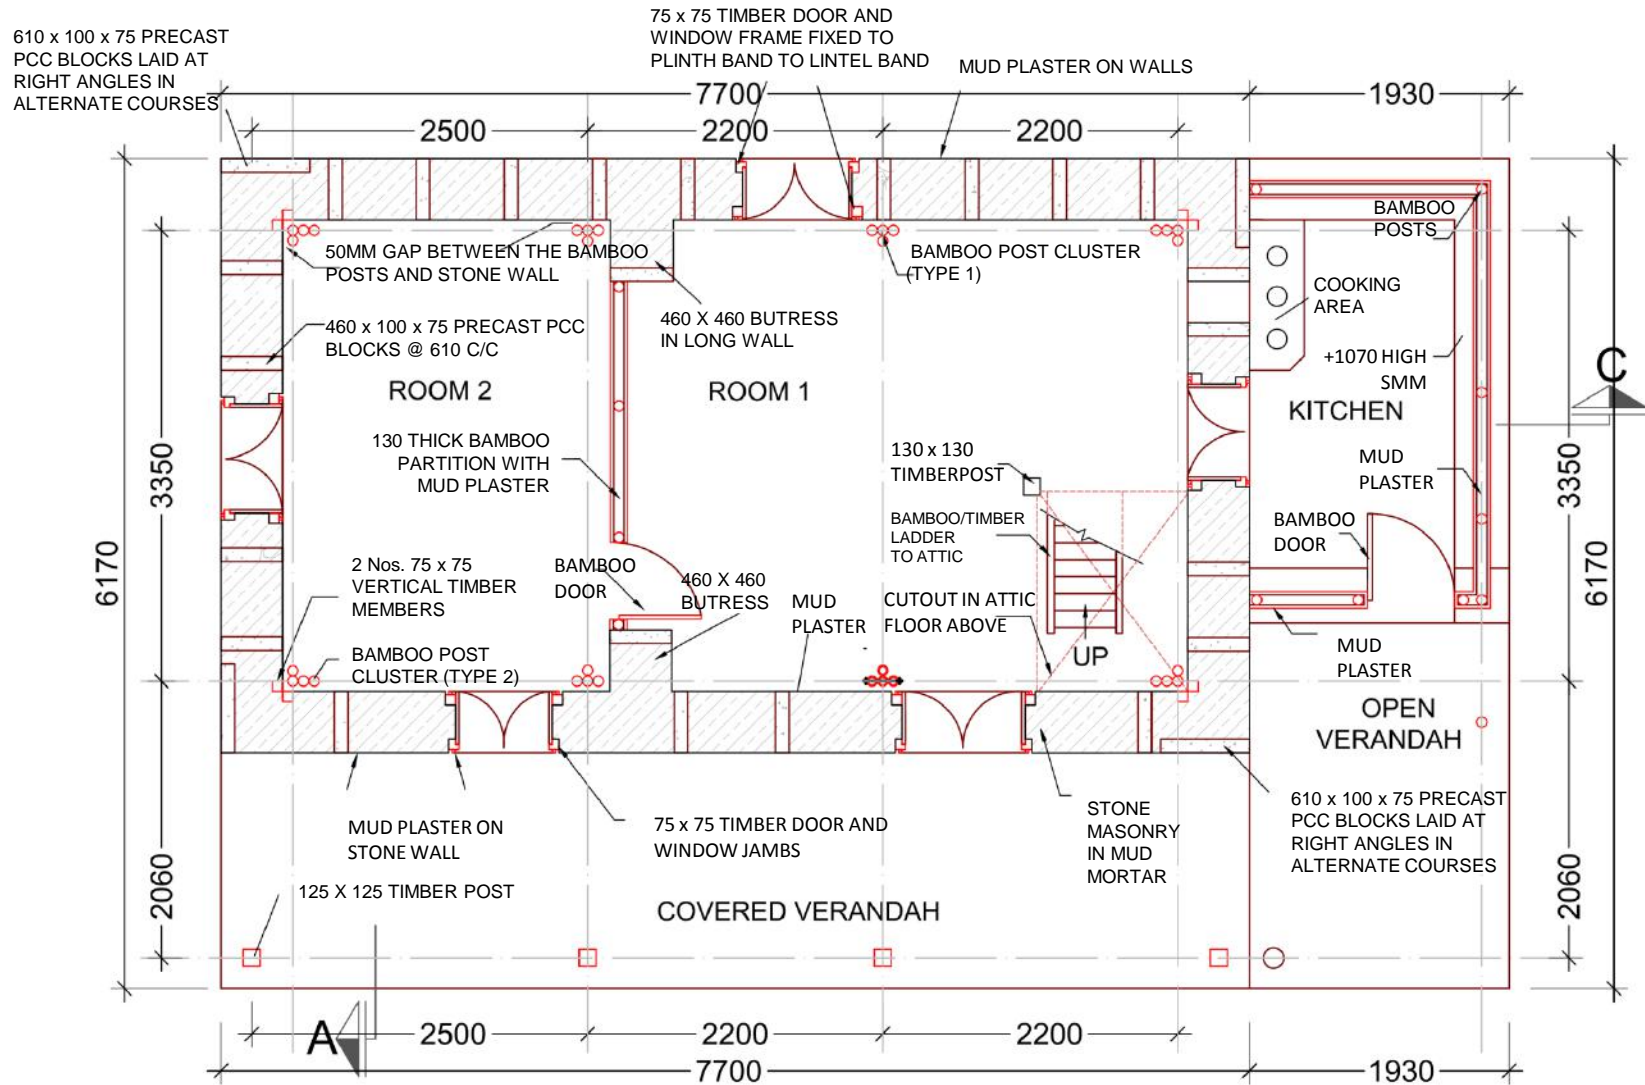 610 x 100 x 75 PRECAST
PCC BLOCKS LAID AT
RIGHT ANGLES IN
ALTERNATE COURSES
75 x 75 TIMBER DOOR AND
WINDOW FRAME FIXED TO
PLINTH BAND TO LINTEL BAND
MUD PLASTER ON WALLS
7700
1930
2500
2200
2200
50MM GAP BETWEEN THE BAMBOO
POSTS AND STONE WALL
BAMBOO POST CLUSTER
(TYPE 1)
BAMBOO
POSTS
460 x 100 x 75 PRECAST PCC
BLOCKS @ 610 C/C
460 X 460 BUTRESS
IN LONG WALL
COOKING
AREA
+1070 HIGH
SMM
C
ROOM 2
ROOM 1
KITCHEN
130 THICK BAMBOO
PARTITION WITH
MUD PLASTER
130 x 130
TIMBERPOST
MUD
PLASTER
3350
3350
BAMBOO/TIMBER
LADDER
TO ATTIC
BAMBOO
DOOR
6170
6170
2 Nos. 75 x 75
VERTICAL TIMBER
MEMBERS
BAMBOO
DOOR
460 X 460
BUTRESS
MUD
PLASTER
CUTOUT IN ATTIC
FLOOR ABOVE
UP
MUD
PLASTER
BAMBOO POST
CLUSTER (TYPE 2)
OPEN
VERANDAH
MUD PLASTER ON
STONE WALL
75 x 75 TIMBER DOOR AND
WINDOW JAMBS
STONE
MASONRY
IN MUD
MORTAR
610 x 100 x 75 PRECAST
PCC BLOCKS LAID AT
RIGHT ANGLES IN
ALTERNATE COURSES
2060
2060
125 X 125 TIMBER POST
COVERED VERANDAH
A
2500
2200
2200
7700
1930